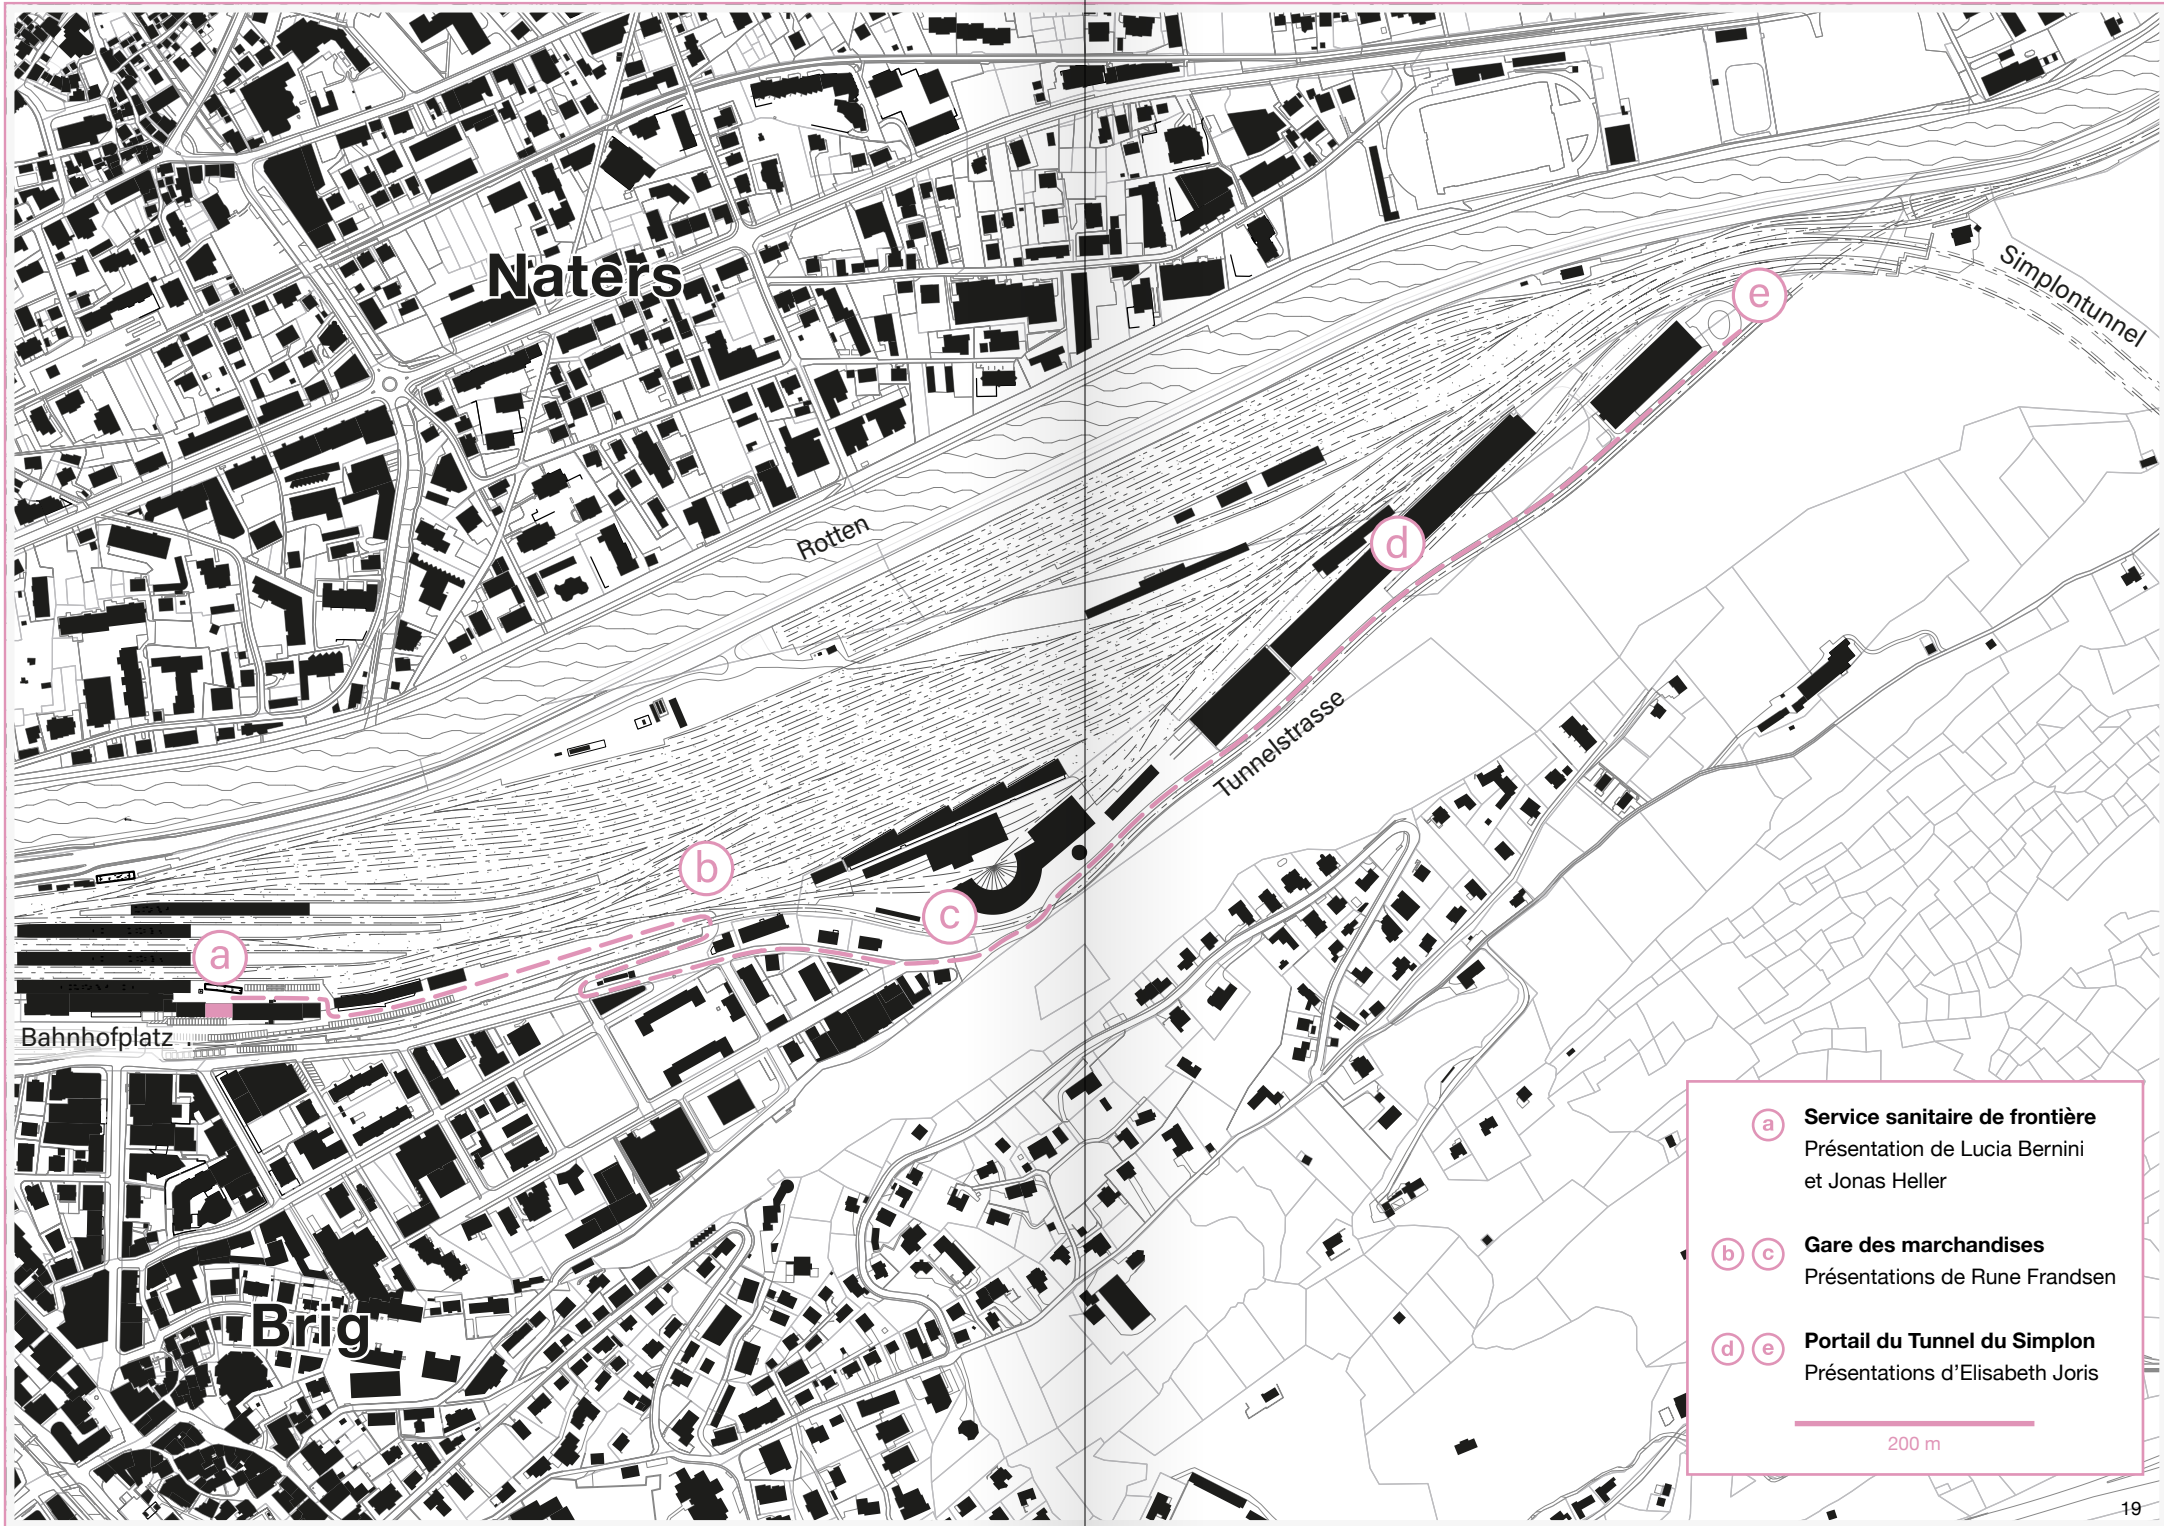 Naters
Simplontunnel
e
Rotten
d
Tunnelstrasse
b
c
a
Bahnhofplatz
Brig
a Service sanitaire de frontière
Présentation de Lucia Bernini
et Jonas Heller
b c Gare des marchandises
Présentations de Rune Frandsen
d e Portail du Tunnel du Simplon
Présentations d’Elisabeth Joris
200 m
19